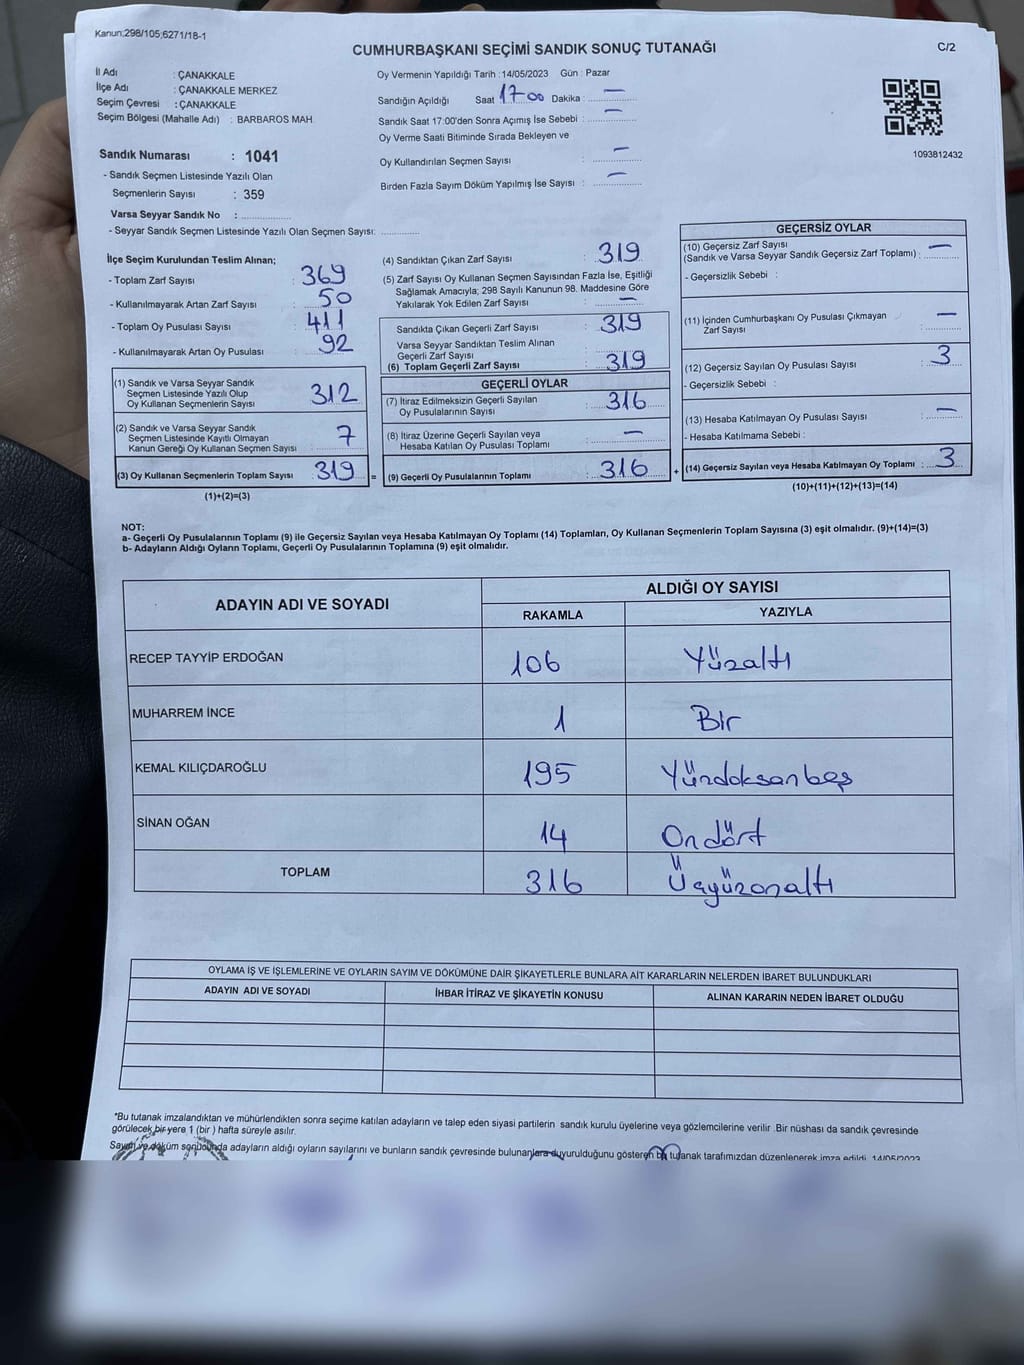 Kanun:298/105;6271/18-1
CUMHURBAŞKANI SEÇİMİ SANDIK SONUÇ TUTANAĞI
C/2
İl Adı : ÇANAKKALE
İlçe Adı : ÇANAKKALE MERKEZ
Seçim Çevresi : ÇANAKKALE
Seçim Bölgesi (Mahalle Adı) : BARBAROS MAH
Sandık Numarası : 1041
- Sandık Seçmen Listesinde Yazılı Olan
Seçmenlerin Sayısı : 359
Varsa Seyyar Sandık No : ................
- Seyyar Sandık Seçmen Listesinde Yazılı Olan Seçmen Sayısı: ............
Oy Vermenin Yapıldığı Tarih : 14/05/2023 Gün : Pazar
Sandığın Açıldığı Saat 17 00 Dakika : —
Sandık Saat 17:00'den Sonra Açımış İse Sebebi : —
Oy Verme Saati Bitiminde Sırada Bekleyen ve
Oy Kullandırılan Seçmen Sayısı : —
Birden Fazla Sayım Döküm Yapılmış İse Sayısı : —
1093812432
İlçe Seçim Kurulundan Teslim Alınan;
- Toplam Zarf Sayısı : 369
- Kullanılmayarak Artan Zarf Sayısı : 50
- Toplam Oy Pusulası Sayısı : 411
- Kullanılmayarak Artan Oy Pusulası : 92
(1) Sandık ve Varsa Seyyar Sandık
Seçmen Listesinde Yazılı Olup
Oy Kullanan Seçmenlerin Sayısı : 312
(2) Sandık ve Varsa Seyyar Sandık
Seçmen Listesinde Kayıtlı Olmayan
Kanun Gereği Oy Kullanan Seçmen Sayısı : 7
(3) Oy Kullanan Seçmenlerin Toplam Sayısı : 319 =
(1)+(2)=(3)
(4) Sandıktan Çıkan Zarf Sayısı : 319
(5) Zarf Sayısı Oy Kullanan Seçmen Sayısından Fazla İse, Eşitliği
Sağlamak Amacıyla; 298 Sayılı Kanunun 98. Maddesine Göre
Yakılarak Yok Edilen Zarf Sayısı : —
Sandıkta Çıkan Geçerli Zarf Sayısı : 319
Varsa Seyyar Sandıktan Teslim Alınan
Geçerli Zarf Sayısı :
(6) Toplam Geçerli Zarf Sayısı : 319
GEÇERLİ OYLAR
(7) İtiraz Edilmeksizin Geçerli Sayılan
Oy Pusulalarının Sayısı : 316
(8) İtiraz Üzerine Geçerli Sayılan veya
Hesaba Katılan Oy Pusulası Toplamı : —
(9) Geçerli Oy Pusulalarının Toplamı : 316 +
GEÇERSİZ OYLAR
(10) Geçersiz Zarf Sayısı
(Sandık ve Varsa Seyyar Sandık Geçersiz Zarf Toplamı) : —
- Geçersizlik Sebebi :
(11) İçinden Cumhurbaşkanı Oy Pusulası Çıkmayan
Zarf Sayısı : —
(12) Geçersiz Sayılan Oy Pusulası Sayısı : 3
- Geçersizlik Sebebi :
(13) Hesaba Katılmayan Oy Pusulası Sayısı : —
- Hesaba Katılmama Sebebi :
(14) Geçersiz Sayılan veya Hesaba Katılmayan Oy Toplamı : 3
(10)+(11)+(12)+(13)=(14)
NOT:
a- Geçerli Oy Pusulalarının Toplamı (9) ile Geçersiz Sayılan veya Hesaba Katılmayan Oy Toplamı (14) Toplamları, Oy Kullanan Seçmenlerin Toplam Sayısına (3) eşit olmalıdır. (9)+(14)=(3)
b- Adayların Aldığı Oyların Toplamı, Geçerli Oy Pusulalarının Toplamına (9) eşit olmalıdır.
ADAYIN ADI VE SOYADI
ALDIĞI OY SAYISI
RAKAMLA YAZIYLA
RECEP TAYYİP ERDOĞAN 106 Yüzaltı
MUHARREM İNCE 1 Bir
KEMAL KILIÇDAROĞLU 195 Yüzdoksanbeş
SİNAN OĞAN 14 Ondört
TOPLAM 316 Üçyüzonaltı
OYLAMA İŞ VE İŞLEMLERİNE VE OYLARIN SAYIM VE DÖKÜMÜNE DAİR ŞİKAYETLERLE BUNLARA AİT KARARLARIN NELERDEN İBARET BULUNDUKLARI
ADAYIN ADI VE SOYADI İHBAR İTİRAZ VE ŞİKAYETİN KONUSU ALINAN KARARIN NEDEN İBARET OLDUĞU
*Bu tutanak imzalandıktan ve mühürlendikten sonra seçime katılan adayların ve talep eden siyasi partilerin sandık kurulu üyelerine veya gözlemcilerine verilir .Bir nüshası da sandık çevresinde
görülecek bir yere 1 (bir ) hafta süreyle asılır.
Sayım ve döküm sonucunda adayların aldığı oyların sayılarını ve bunların sandık çevresinde bulunanlara duyurulduğunu gösteren bu tutanak tarafımızdan düzenlenerek imza edildi. 14/05/2023